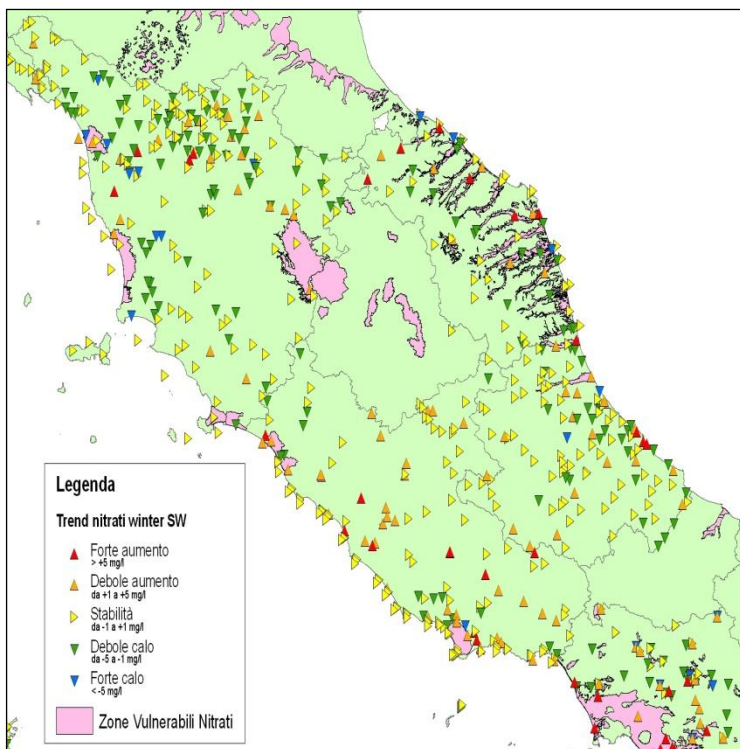 Legenda
Trend nitrati winter SW
Forte aumento
> +5 mg/l
Debole aumento
da +1 a +5 mg/l
Stabilità
da -1 a +1 mg/l
Debole calo
da -5 a -1 mg/l
Forte calo
< -5 mg/l
Zone Vulnerabili Nitrati